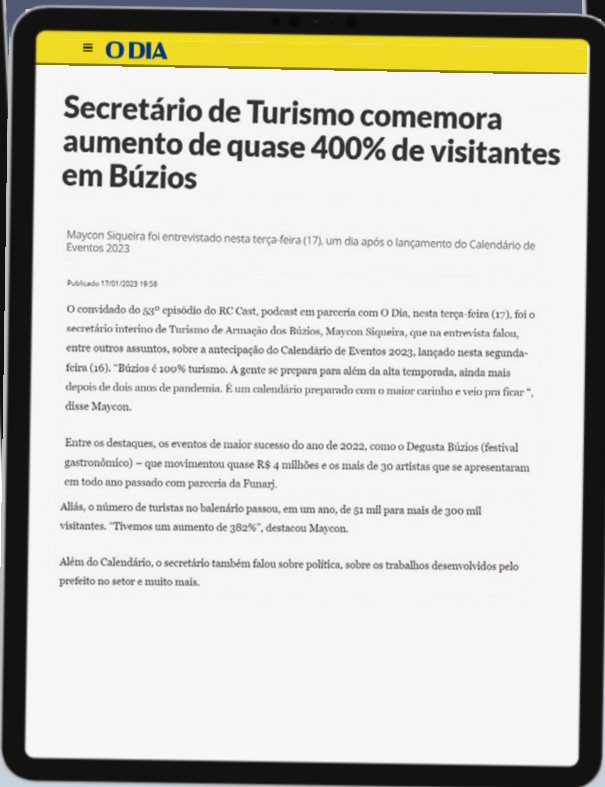 O DIA
Secretário de Turismo comemora
aumento de quase 400% de visitantes
em Búzios
Maycon Siqueira foi entrevistado nesta terça-feira (17), um dia após o lançamento do Calendário de
Eventos 2023
Publicado 17/01/2023 19:58
O convidado do 53º episódio do RC Cast, podcast em parceria com O Dia, nesta terça-feira (17), foi o
secretário interino de Turismo de Armação dos Búzios, Maycon Siqueira, que na entrevista falou,
entre outros assuntos, sobre a antecipação do Calendário de Eventos 2023, lançado nesta segunda-
feira (16). "Búzios é 100% turismo. A gente se prepara para além da alta temporada, ainda mais
depois de dois anos de pandemia. É um calendário preparado com o maior carinho e veio pra ficar ",
disse Maycon.
Entre os destaques, os eventos de maior sucesso do ano de 2022, como o Degusta Búzios (festival
gastronômico) – que movimentou quase R$ 4 milhões e os mais de 30 artistas que se apresentaram
em todo ano passado com parceria da Funarj.
Aliás, o número de turistas no balenário passou, em um ano, de 51 mil para mais de 300 mil
visitantes. "Tivemos um aumento de 382%", destacou Maycon.
Além do Calendário, o secretário também falou sobre política, sobre os trabalhos desenvolvidos pelo
prefeito no setor e muito mais.